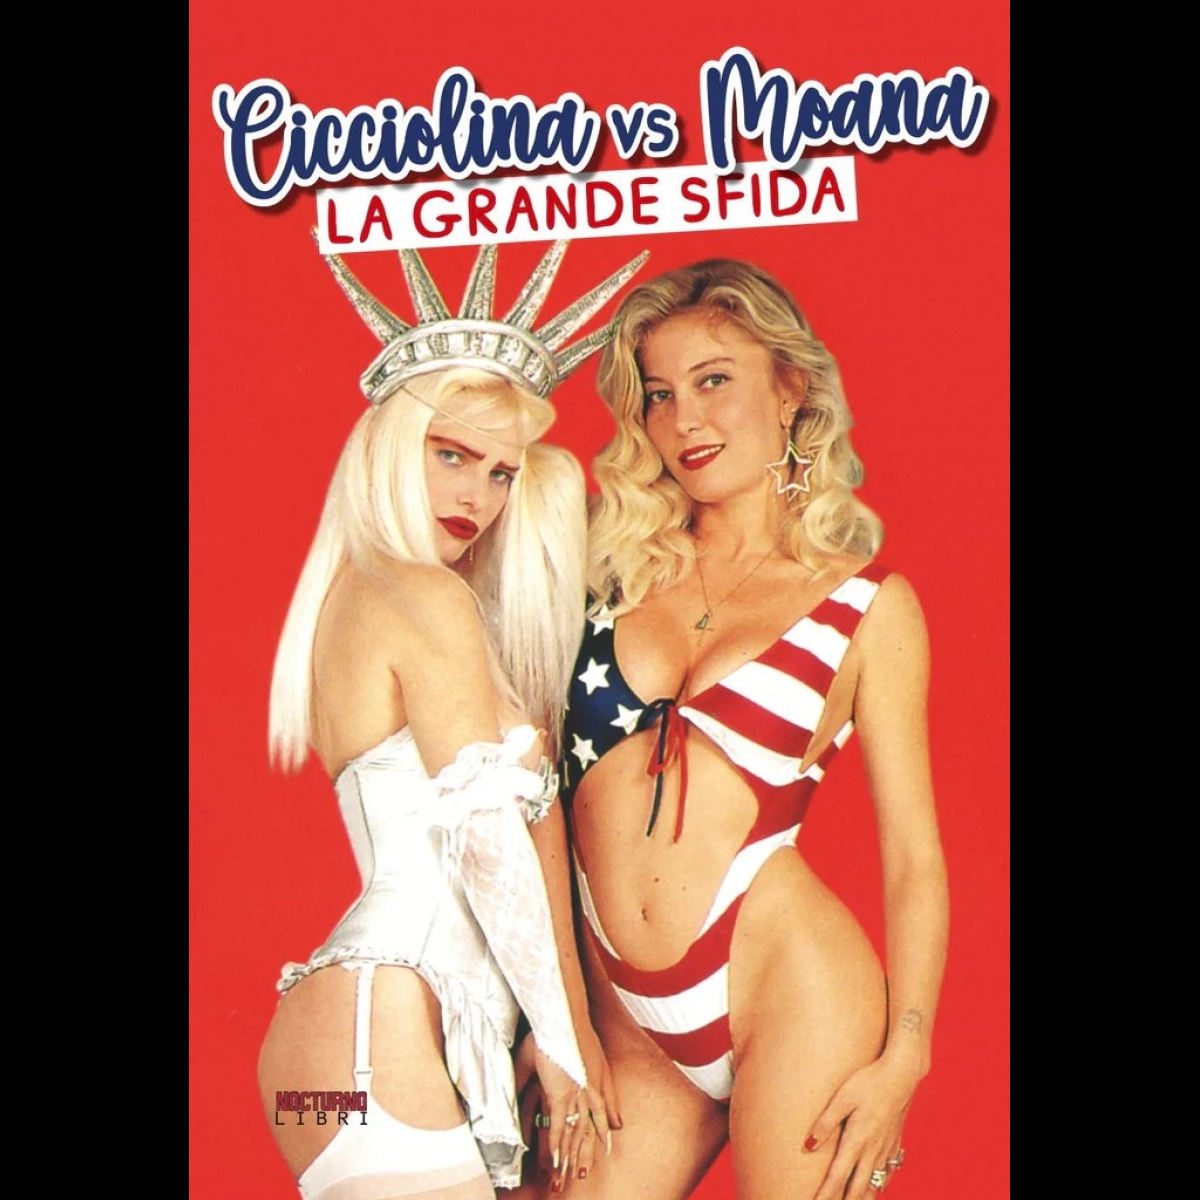 Cicciolina vs Moana
LA GRANDE SFIDA
NOCTURNO
LIBRI